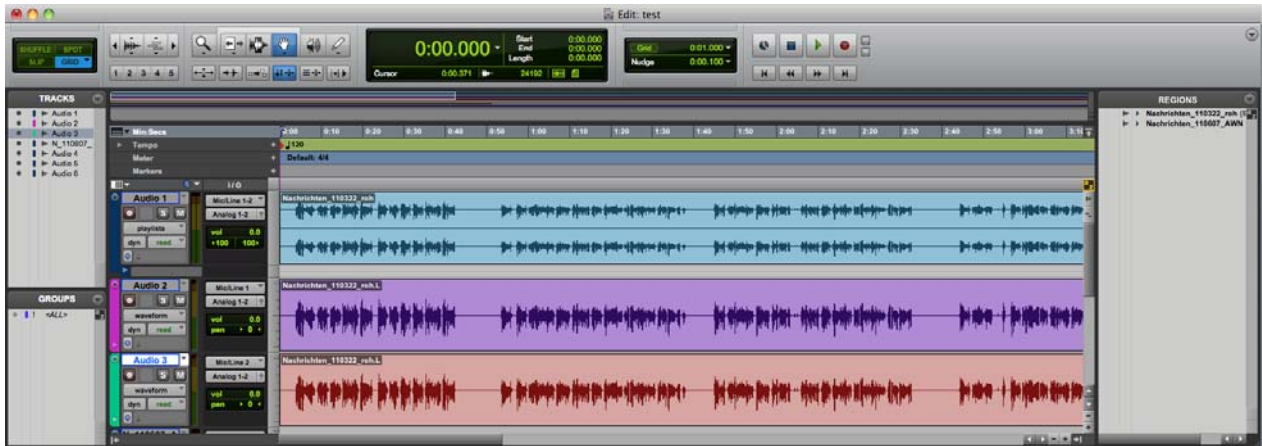 Edit: test
SHUFFLE SPOT
SLIP GRID
1 2 3 4 5
0:00.000
Start 0:00.000
End 0:00.000
Length 0:00.000
Cursor 0:00.371 24192
Grid 0:01.000
Nudge 0:00.100
TRACKS
Audio 1
Audio 2
Audio 3
N_110607_
Audio 4
Audio 5
Audio 6
GROUPS
1 <ALL>
Min:Secs
0:10 0:20 0:30 0:40 0:50 1:00 1:10 1:20 1:30 1:40 1:50 2:00 2:10 2:20 2:30 2:40 2:50 3:00
Tempo
120
Meter
Default: 4/4
Markers
I / O
Audio 1
S M
playlists
dyn read
Mic/Line 1-2
Analog 1-2
vol 0.0
100 100
Nachrichten_110322_roh
Audio 2
S M
waveform
dyn read
Mic/Line 1
Analog 1-2
vol 0.0
pan 0
Nachrichten_110322_roh.L
Audio 3
S M
waveform
dyn read
Mic/Line 2
Analog 1-2
vol 0.0
pan 0
Nachrichten_110322_roh.L
REGIONS
Nachrichten_110322_roh
Nachrichten_110607_AWN